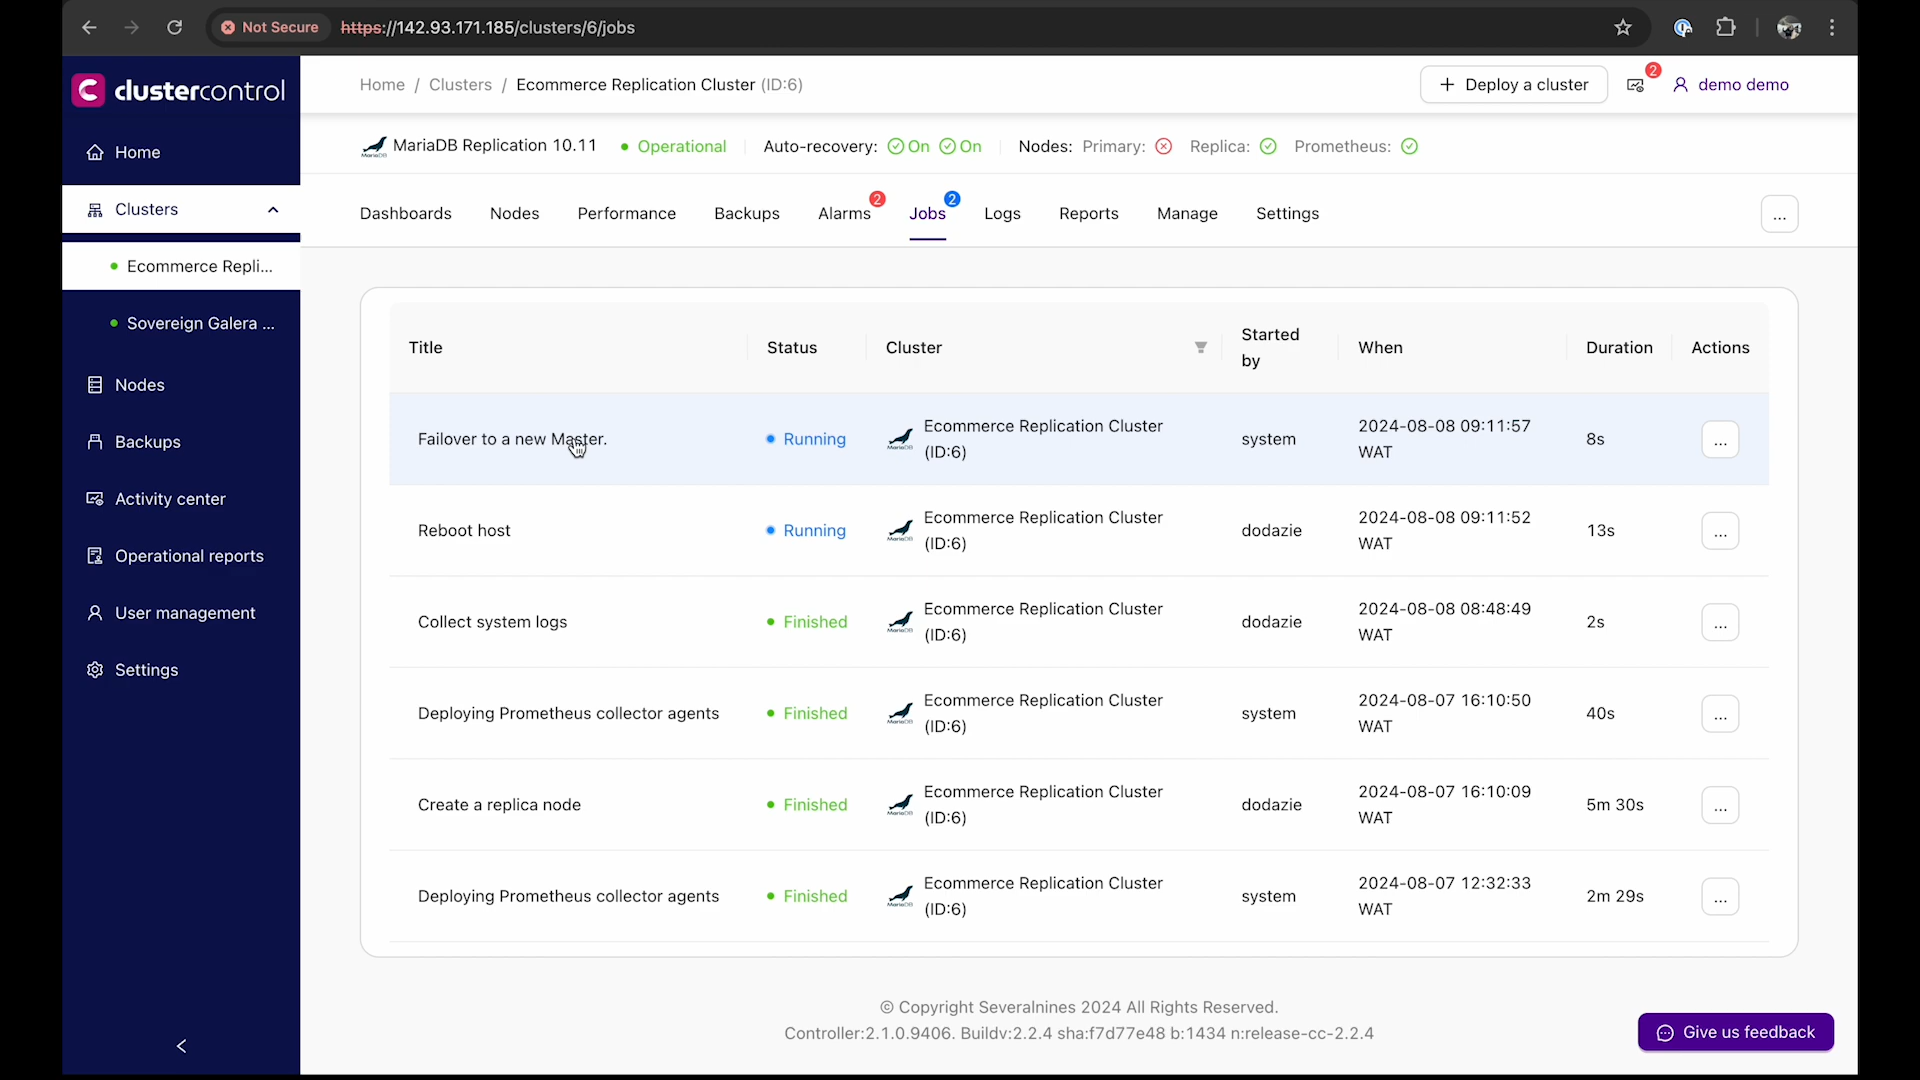 Not Secure https://142.93.171.185/clusters/6/jobs
clustercontrol
Home / Clusters / Ecommerce Replication Cluster (ID:6)
+ Deploy a cluster
2
demo demo
MariaDB Replication 10.11
Operational
Auto-recovery: On On
Nodes: Primary: Replica: Prometheus:
Home
Clusters
Ecommerce Repli...
Sovereign Galera ...
Nodes
Backups
Activity center
Operational reports
User management
Settings
Dashboards Nodes Performance Backups Alarms 2 Jobs 2 Logs Reports Manage Settings ...
Title Status Cluster Started by When Duration Actions
Failover to a new Master. Running Ecommerce Replication Cluster (ID:6) system 2024-08-08 09:11:57 WAT 8s ...
Reboot host Running Ecommerce Replication Cluster (ID:6) dodazie 2024-08-08 09:11:52 WAT 13s ...
Collect system logs Finished Ecommerce Replication Cluster (ID:6) dodazie 2024-08-08 08:48:49 WAT 2s ...
Deploying Prometheus collector agents Finished Ecommerce Replication Cluster (ID:6) system 2024-08-07 16:10:50 WAT 40s ...
Create a replica node Finished Ecommerce Replication Cluster (ID:6) dodazie 2024-08-07 16:10:09 WAT 5m 30s ...
Deploying Prometheus collector agents Finished Ecommerce Replication Cluster (ID:6) system 2024-08-07 12:32:33 WAT 2m 29s ...
© Copyright Severalnines 2024 All Rights Reserved.
Controller:2.1.0.9406. Buildv:2.2.4 sha:f7d77e48 b:1434 n:release-cc-2.2.4
Give us feedback